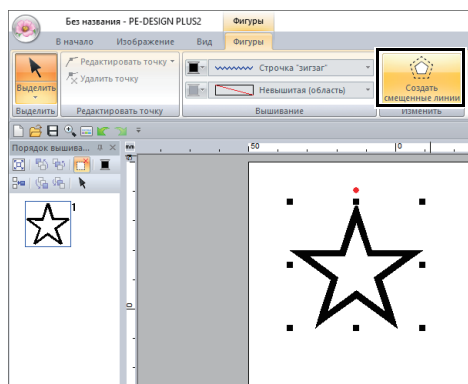 Без названия - PE-DESIGN PLUS2
Фигуры
В начало Изображение Вид Фигуры
Выделить
Редактировать точку
Удалить точку
Строчка "зигзаг"
Невышитая (область)
Создать
смещенные линии
Выделить Редактировать точку Вышивание Изменить
Порядок вышива...
50 0
1
0